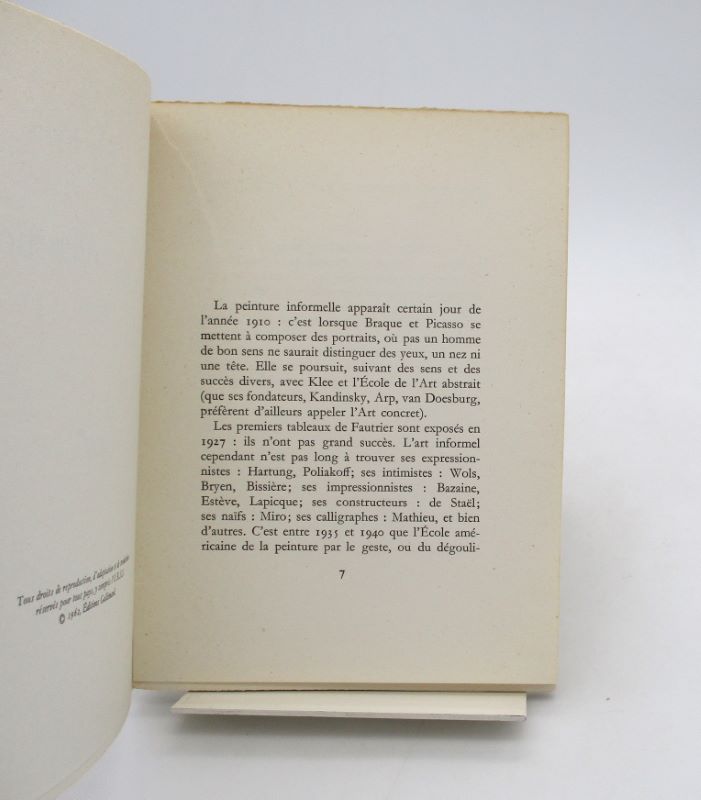 Tous droits de reproduction, d'adaptation et de traduction
réservés pour tous pays, y compris l'U.R.S.S.
© 1962, Éditions Gallimard.
La peinture informelle apparaît certain jour de
l'année 1910 : c'est lorsque Braque et Picasso se
mettent à composer des portraits, où pas un homme
de bon sens ne saurait distinguer des yeux, un nez ni
une tête. Elle se poursuit, suivant des sens et des
succès divers, avec Klee et l'École de l'Art abstrait
(que ses fondateurs, Kandinsky, Arp, van Doesburg,
préfèrent d'ailleurs appeler l'Art concret).
Les premiers tableaux de Fautrier sont exposés en
1927 : ils n'ont pas grand succès. L'art informel
cependant n'est pas long à trouver ses expression-
nistes : Hartung, Poliakoff; ses intimistes : Wols,
Bryen, Bissière; ses impressionnistes : Bazaine,
Estève, Lapicque; ses constructeurs : de Staël;
ses naïfs : Miro; ses calligraphes : Mathieu, et bien
d'autres. C'est entre 1935 et 1940 que l'École amé-
ricaine de la peinture par le geste, ou du dégouli-
7